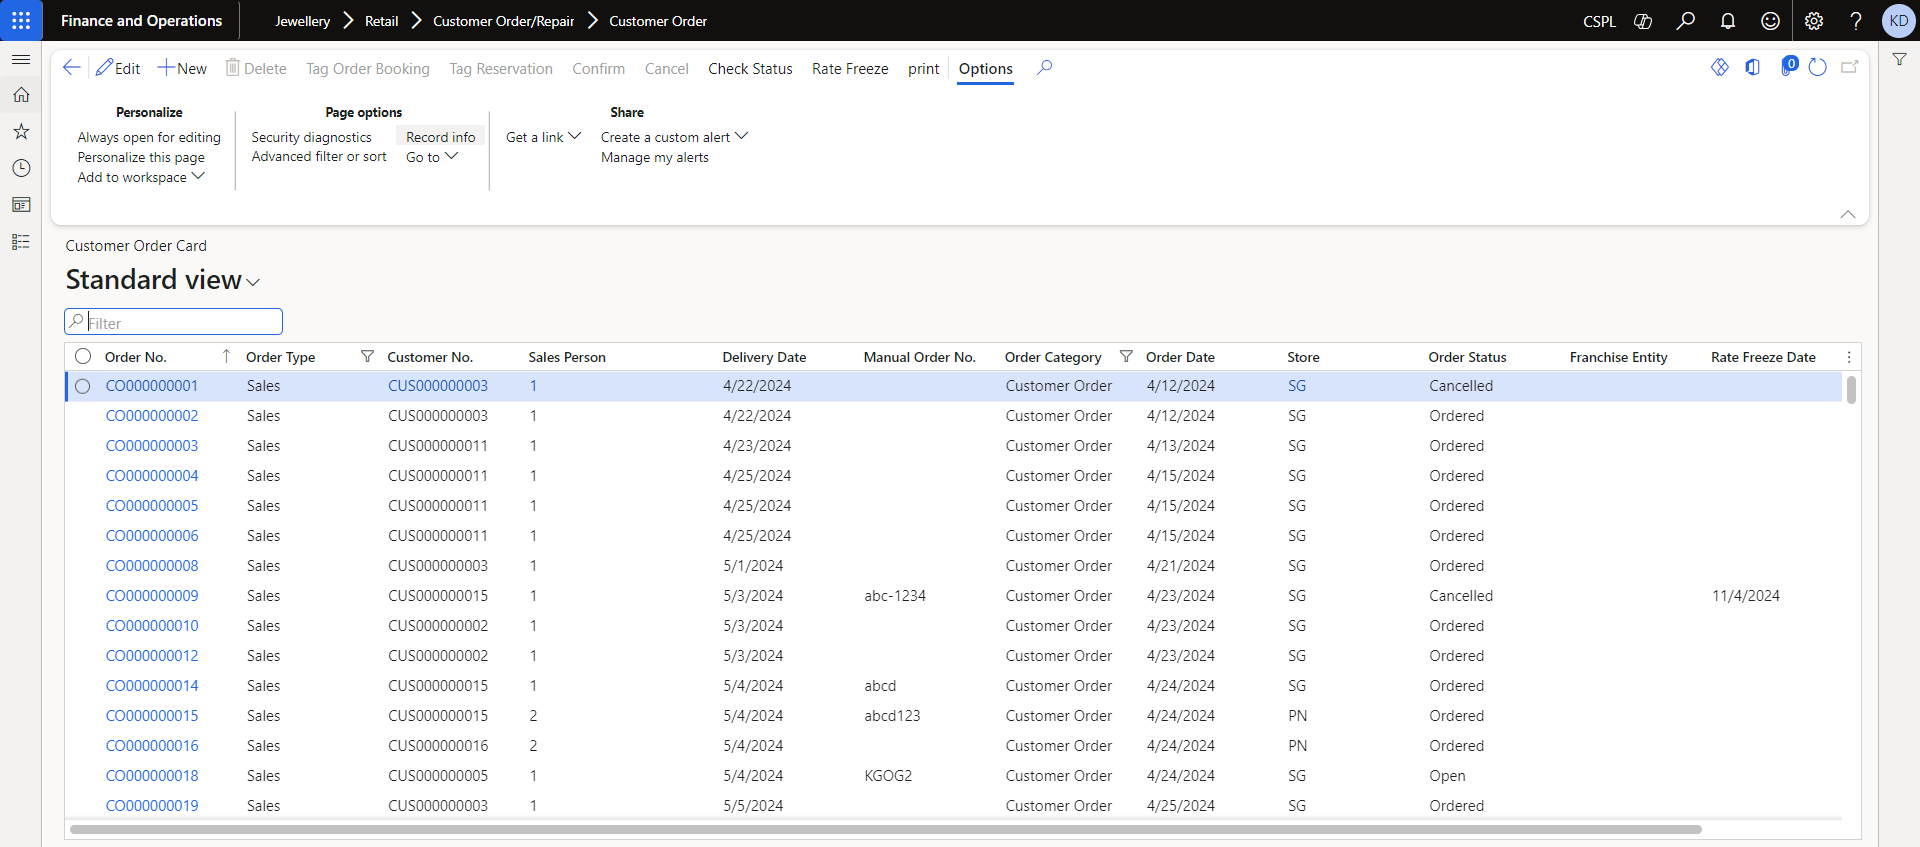 Finance and Operations Jewellery Retail Customer Order/Repair Customer Order CSPL KD
Edit New Delete Tag Order Booking Tag Reservation Confirm Cancel Check Status Rate Freeze print Options 0
Personalize Page options Share
Always open for editing Security diagnostics Record info Get a link Create a custom alert
Personalize this page Advanced filter or sort Go to Manage my alerts
Add to workspace
Customer Order Card
Standard view
Filter
Order No. Order Type Customer No. Sales Person Delivery Date Manual Order No. Order Category Order Date Store Order Status Franchise Entity Rate Freeze Date
CO000000001 Sales CUS000000003 1 4/22/2024 Customer Order 4/12/2024 SG Cancelled
CO000000002 Sales CUS000000003 1 4/22/2024 Customer Order 4/12/2024 SG Ordered
CO000000003 Sales CUS000000011 1 4/23/2024 Customer Order 4/13/2024 SG Ordered
CO000000004 Sales CUS000000011 1 4/25/2024 Customer Order 4/15/2024 SG Ordered
CO000000005 Sales CUS000000011 1 4/25/2024 Customer Order 4/15/2024 SG Ordered
CO000000006 Sales CUS000000011 1 4/25/2024 Customer Order 4/15/2024 SG Ordered
CO000000008 Sales CUS000000003 1 5/1/2024 Customer Order 4/21/2024 SG Ordered
CO000000009 Sales CUS000000015 1 5/3/2024 abc-1234 Customer Order 4/23/2024 SG Cancelled 11/4/2024
CO000000010 Sales CUS000000002 1 5/3/2024 Customer Order 4/23/2024 SG Ordered
CO000000012 Sales CUS000000002 1 5/3/2024 Customer Order 4/23/2024 SG Ordered
CO000000014 Sales CUS000000015 1 5/4/2024 abcd Customer Order 4/24/2024 SG Ordered
CO000000015 Sales CUS000000015 2 5/4/2024 abcd123 Customer Order 4/24/2024 PN Ordered
CO000000016 Sales CUS000000016 2 5/4/2024 Customer Order 4/24/2024 PN Ordered
CO000000018 Sales CUS000000005 1 5/4/2024 KGOG2 Customer Order 4/24/2024 SG Open
CO000000019 Sales CUS000000003 1 5/5/2024 Customer Order 4/25/2024 SG Ordered